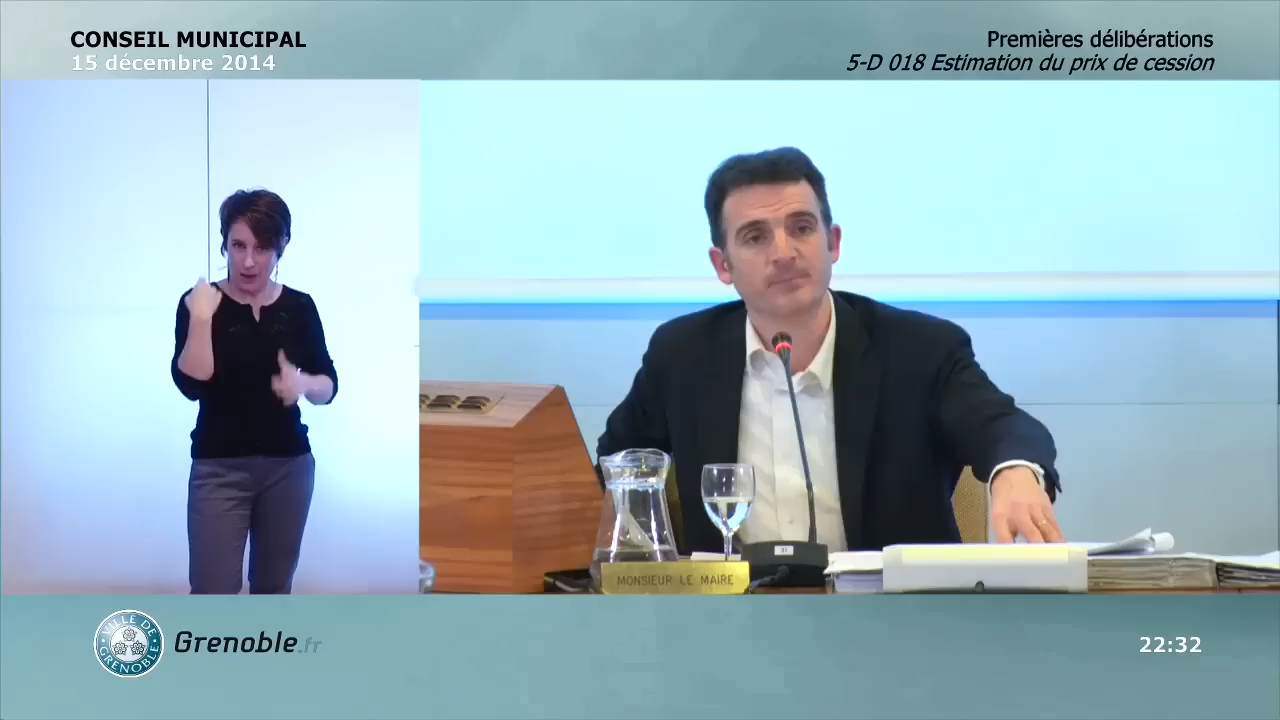 CONSEIL MUNICIPAL
15 décembre 2014
Premières délibérations
5-D 018 Estimation du prix de cession
MONSIEUR LE MAIRE
VILLE DE GRENOBLE
Grenoble.fr
22:32